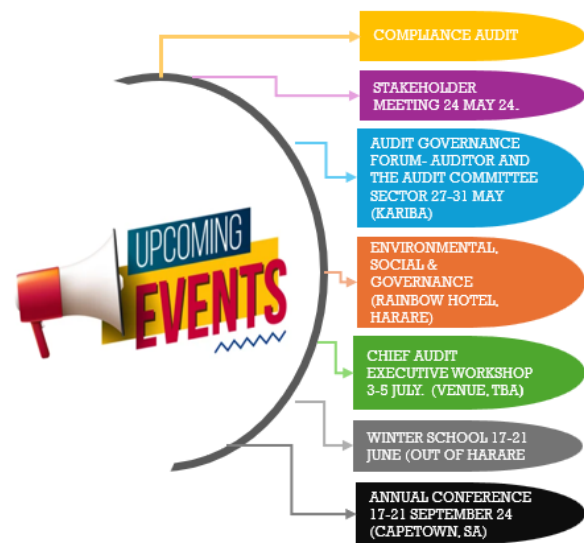 COMPLIANCE AUDIT
STAKEHOLDER
MEETING 24 MAY 24.
AUDIT GOVERNANCE
FORUM- AUDITOR AND
THE AUDIT COMMITTEE
SECTOR 27-31 MAY
(KARIBA)
UPCOMING
EVENTS
ENVIRONMENTAL,
SOCIAL &
GOVERNANCE
(RAINBOW HOTEL,
HARARE)
CHIEF AUDIT
EXECUTIVE WORKSHOP
3-5 JULY. (VENUE, TBA)
WINTER SCHOOL 17-21
JUNE (OUT OF HARARE
ANNUAL CONFERENCE
17-21 SEPTEMBER 24
(CAPETOWN, SA)